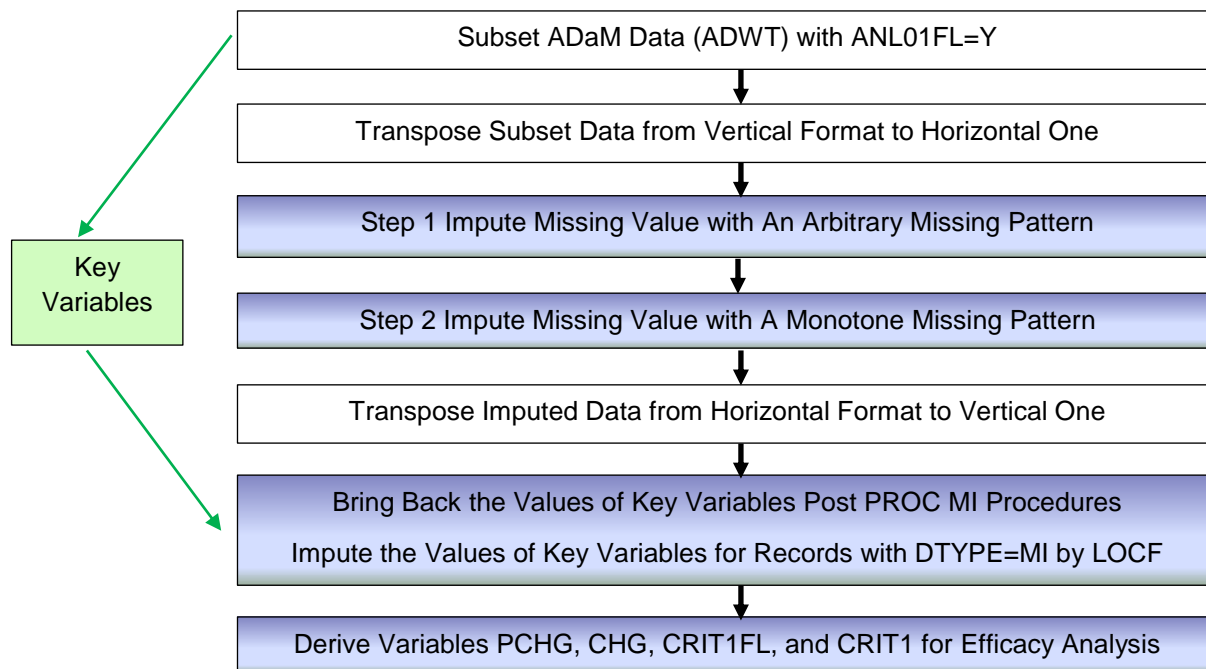 Subset ADaM Data (ADWT) with ANL01FL=Y
Transpose Subset Data from Vertical Format to Horizontal One
Step 1 Impute Missing Value with An Arbitrary Missing Pattern
Key
Variables
Step 2 Impute Missing Value with A Monotone Missing Pattern
Transpose Imputed Data from Horizontal Format to Vertical One
Bring Back the Values of Key Variables Post PROC MI Procedures
Impute the Values of Key Variables for Records with DTYPE=MI by LOCF
Derive Variables PCHG, CHG, CRIT1FL, and CRIT1 for Efficacy Analysis